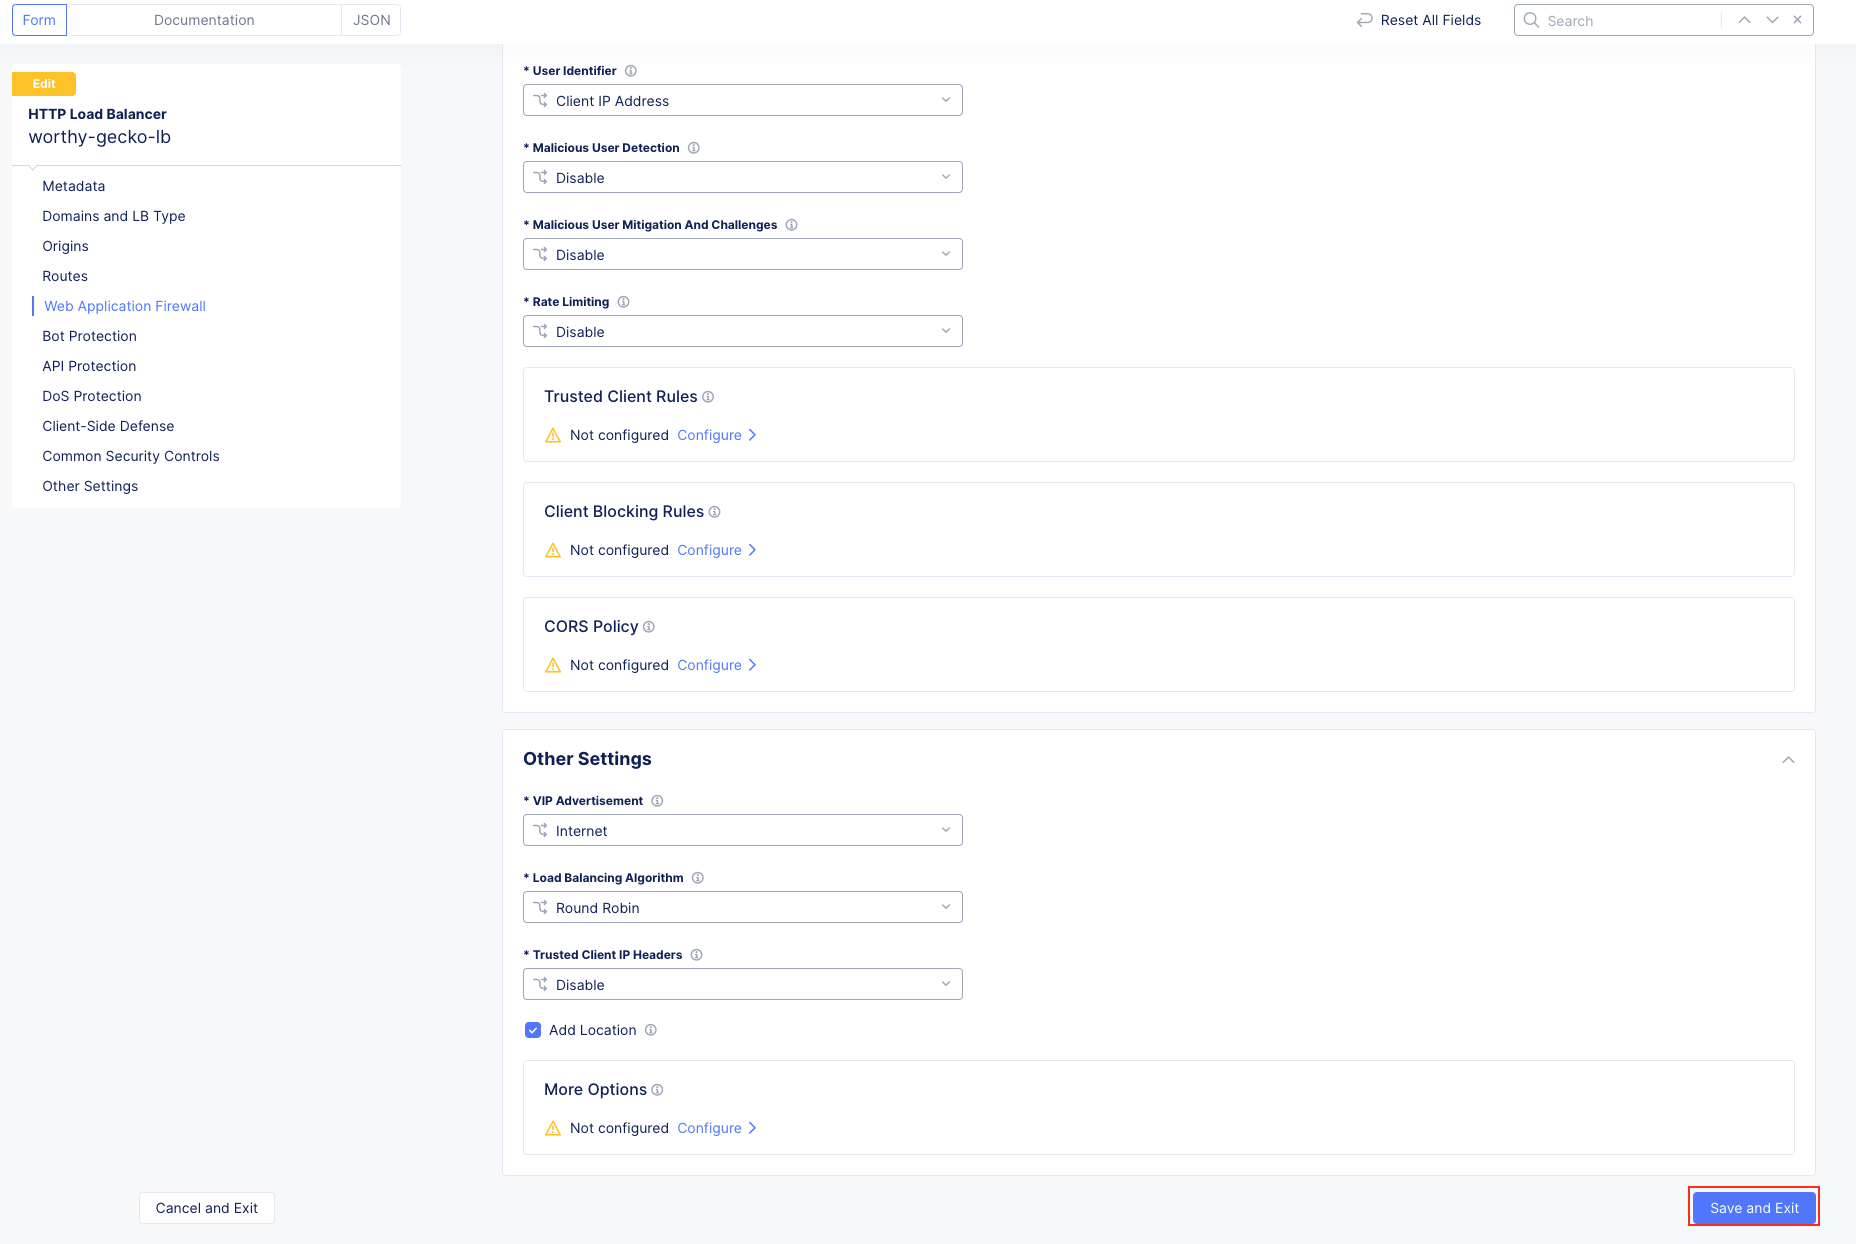 Form
Documentation
JSON
Reset All Fields
Search
Edit
HTTP Load Balancer
worthy-gecko-lb
Metadata
Domains and LB Type
Origins
Routes
Web Application Firewall
Bot Protection
API Protection
DoS Protection
Client-Side Defense
Common Security Controls
Other Settings
* User Identifier
Client IP Address
* Malicious User Detection
Disable
* Malicious User Mitigation And Challenges
Disable
* Rate Limiting
Disable
Trusted Client Rules
Not configured Configure
Client Blocking Rules
Not configured Configure
CORS Policy
Not configured Configure
Other Settings
* VIP Advertisement
Internet
* Load Balancing Algorithm
Round Robin
* Trusted Client IP Headers
Disable
Add Location
More Options
Not configured Configure
Cancel and Exit
Save and Exit